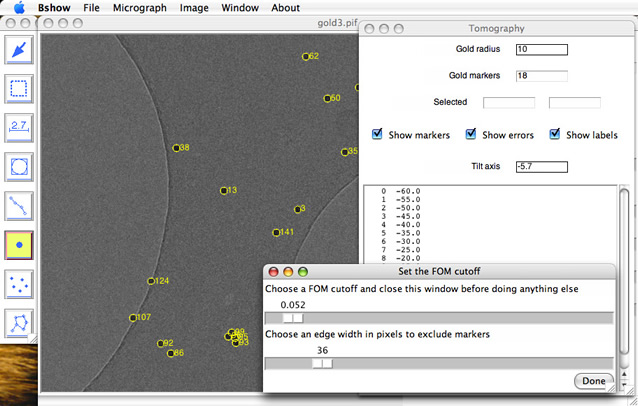 Bshow File Micrograph Image Window About
gold3.pif
Tomography
2.7
Gold radius 10
Gold markers 18
Selected
Show markers Show errors Show labels
Tilt axis -5.7
62
60
38
35
13
3
141
124
107
92
86
93
0 -60.0
1 -55.0
2 -50.0
3 -45.0
4 -40.0
5 -35.0
6 -30.0
7 -25.0
8 -20.0
Set the FOM cutoff
Choose a FOM cutoff and close this window before doing anything else
0.052
Choose an edge width in pixels to exclude markers
36
Done